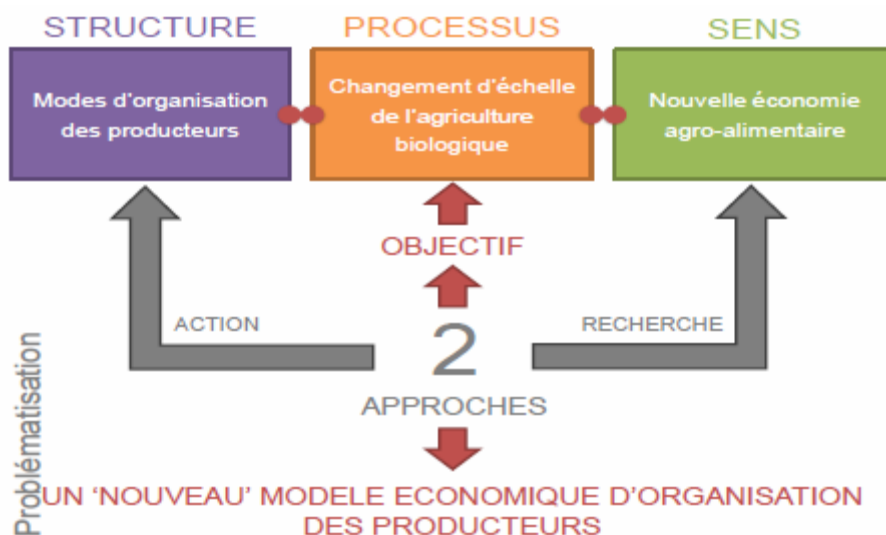 STRUCTURE
PROCESSUS
SENS
Modes d'organisation
des producteurs
Changement d'échelle
de l'agriculture
biologique
Nouvelle économie
agro-alimentaire
OBJECTIF
ACTION
2
RECHERCHE
APPROCHES
Problématisation
UN ‘NOUVEAU’ MODELE ECONOMIQUE D’ORGANISATION
DES PRODUCTEURS